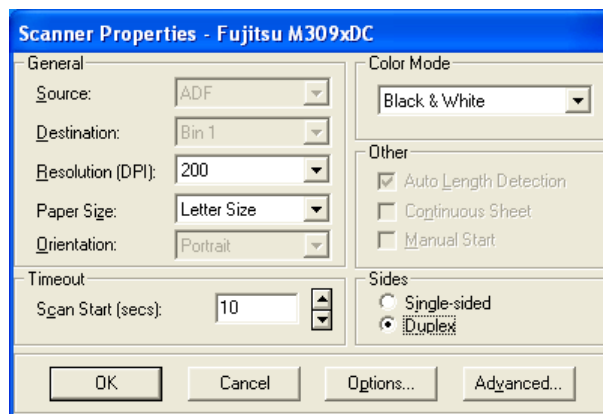 Scanner Properties - Fujitsu M309xDC
General
Source: ADF
Destination: Bin 1
Resolution (DPI): 200
Paper Size: Letter Size
Orientation: Portrait
Color Mode
Black & White
Other
Auto Length Detection
Continuous Sheet
Manual Start
Timeout
Scan Start (secs): 10
Sides
Single-sided
Duplex
OK Cancel Options... Advanced...